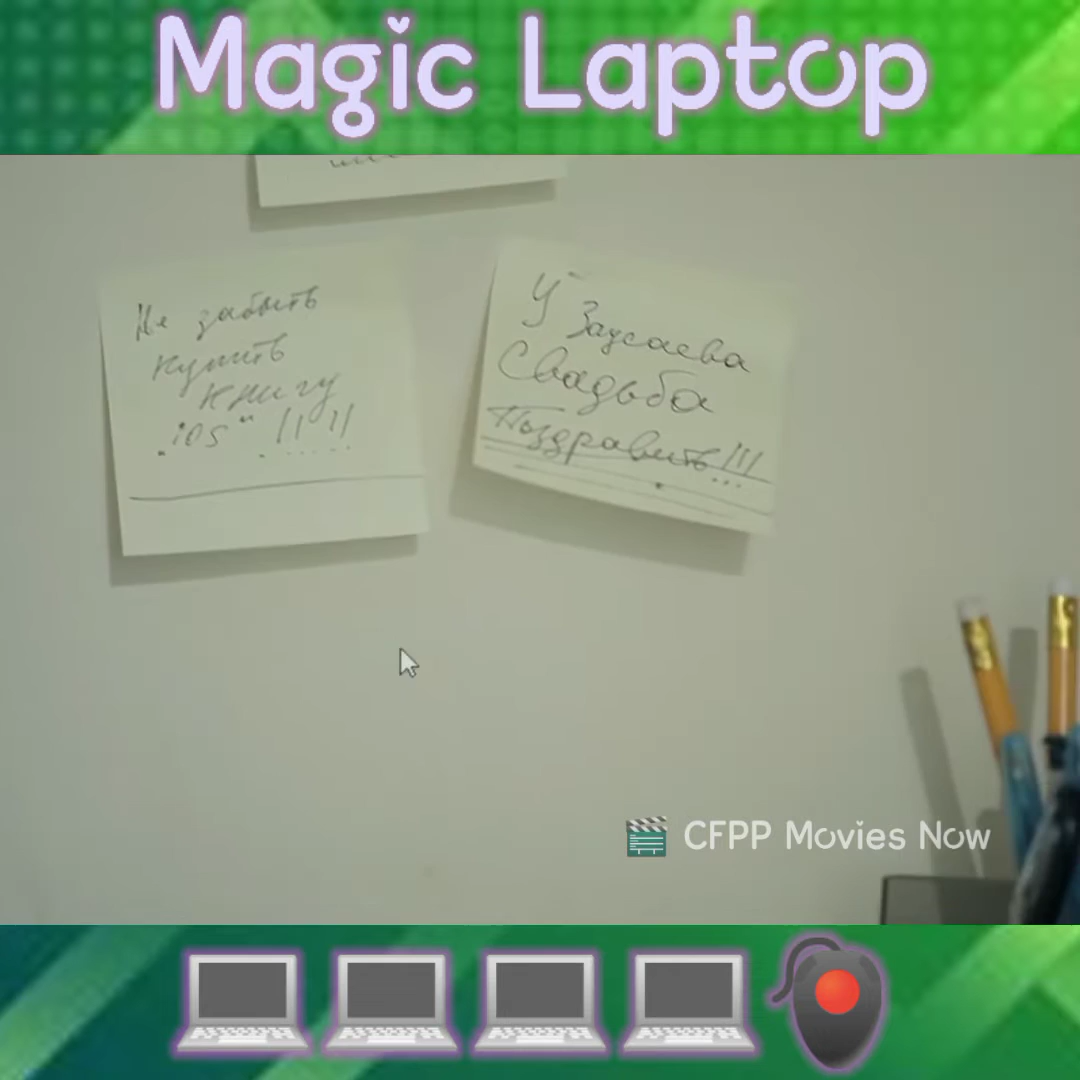 Magic Laptop
Не забыть
купить
книгу
"iOS" !!!!
У Заусаева
Свадьба
Поздравить!!!
CFPP Movies Now